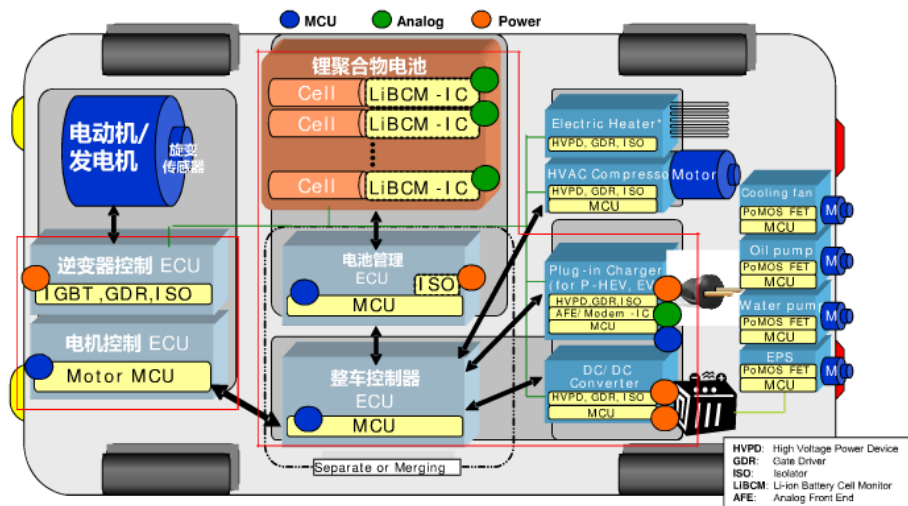 MCU
Analog
Power
锂聚合物电池
Cell
LiBCM -IC
Cell
LiBCM -IC
Cell
LiBCM -IC
电动机/
发电机
旋变
传感器
逆变器控制 ECU
IGBT,GDR,ISO
电机控制 ECU
Motor MCU
电池管理
ECU
ISO
MCU
整车控制器
ECU
MCU
Separate or Merging
Electric Heater*
HVPD, GDR, ISO
HVAC Compresso
HVPD, GDR, ISO
MCU
Motor
Plug-in Charger
(for P-HEV, EV
HVPD,GDR,ISO
AFE/Modem -IC
MCU
DC/DC
Converter
HVPD, GDR, ISO
MCU
Cooling fan
PoMOS FET
MCU
M
Oil pump
PoMOS FET
MCU
M
Water pump
PoMOS FET
MCU
M
EPS
PoMOS FET
MCU
M
HVPD: High Voltage Power Device
GDR: Gate Driver
ISO: Isolator
LiBCM: Li-ion Battery Cell Monitor
AFE: Analog Front End